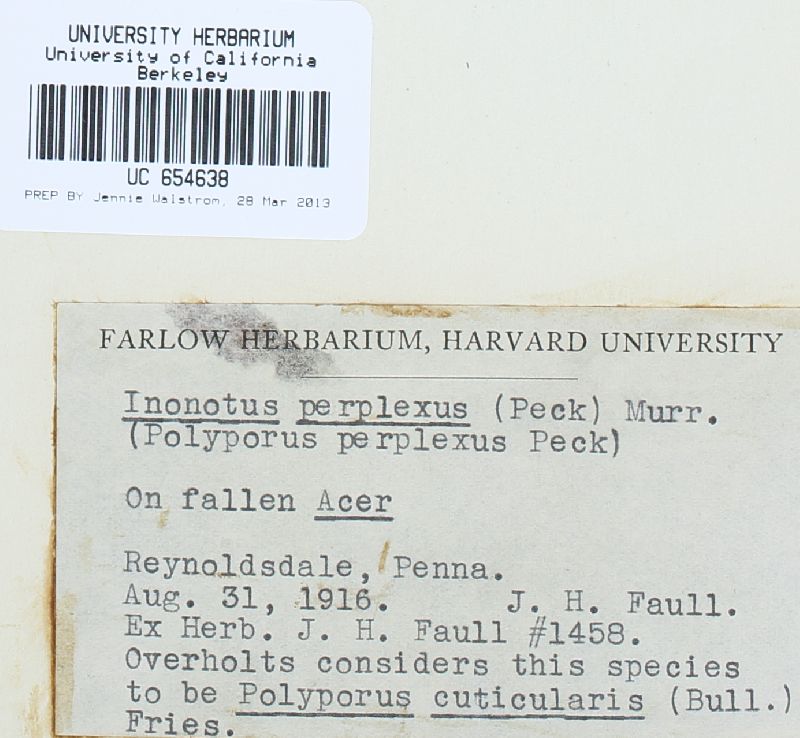 UNIVERSITY HERBARIUM
University of California
Berkeley
UC 654638
PREP BY Jennie Walstrom, 28 Mar 2013
FARLOW HERBARIUM, HARVARD UNIVERSITY
Inonotus perplexus (Peck) Murr.
(Polyporus perplexus Peck)
On fallen Acer
Reynoldsdale, Penna.
Aug. 31, 1916. J. H. Faull.
Ex Herb. J. H. Faull #1458.
Overholts considers this species
to be Polyporus cuticularis (Bull.)
Fries.